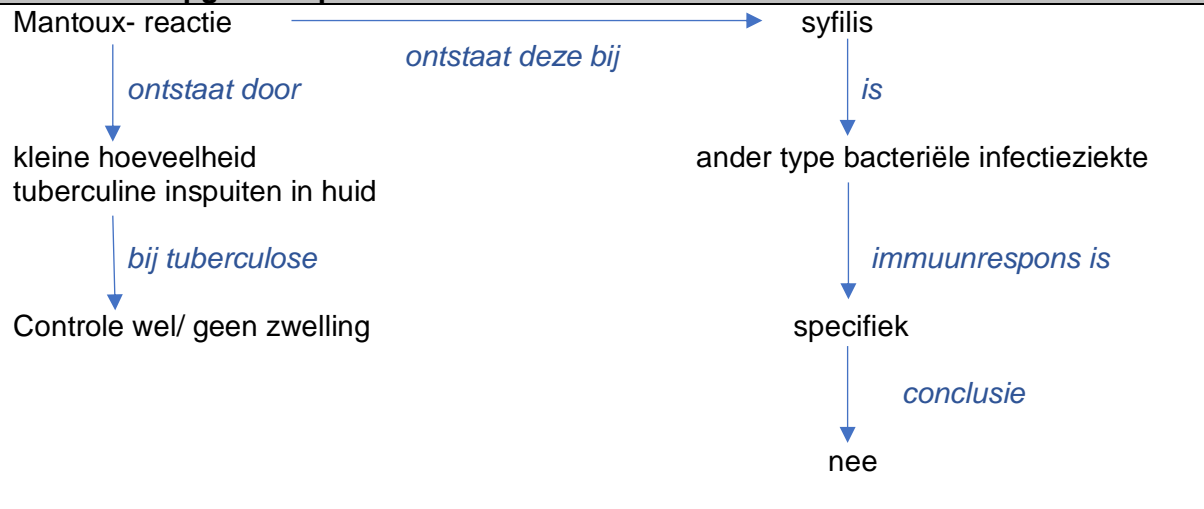 Mantoux- reactie
syfilis
ontstaat deze bij
ontstaat door
is
kleine hoeveelheid
tuberculine inspuiten in huid
ander type bacteriële infectieziekte
bij tuberculose
immuunrespons is
Controle wel/ geen zwelling
specifiek
conclusie
nee